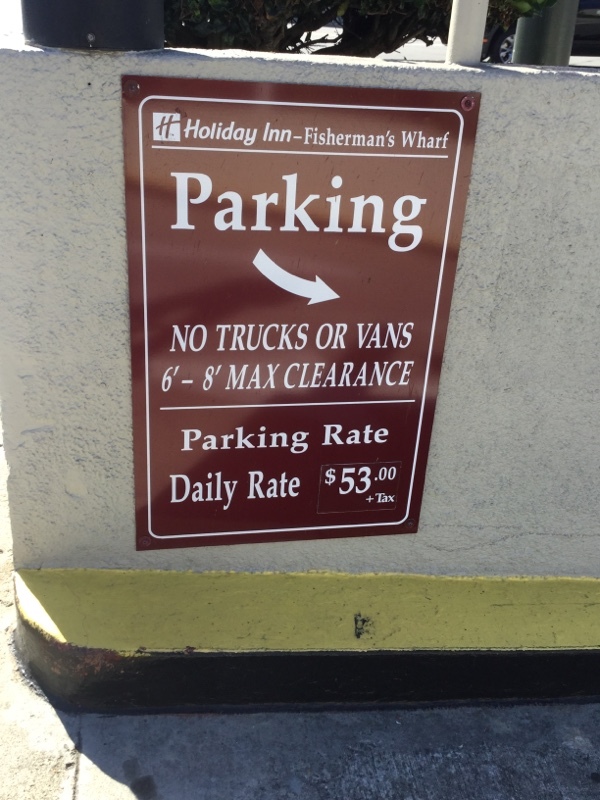 H Holiday Inn–Fisherman's Wharf
Parking
NO TRUCKS OR VANS
6'– 8' MAX CLEARANCE
Parking Rate
Daily Rate $53.00
+Tax